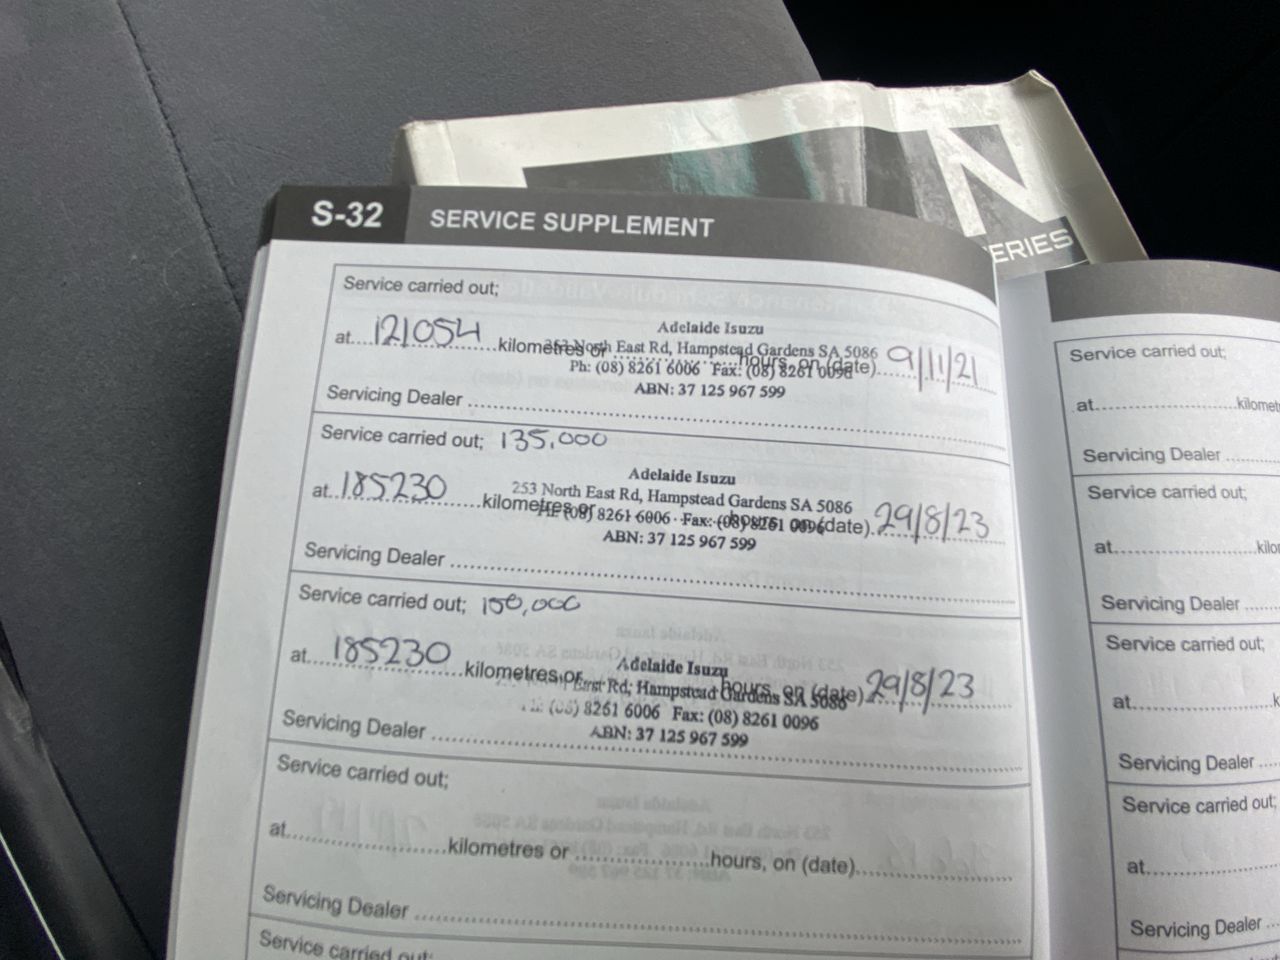 N
SERIES
S-32 SERVICE SUPPLEMENT
Service carried out;
Adelaide Isuzu
253 North East Rd, Hampstead Gardens SA 5086
at 121054 kilometres or hours, on (date) 9/11/21
Ph: (08) 8261 6006 Fax: (08) 8261 0096
ABN: 37 125 967 599
Servicing Dealer
Service carried out; 135,000
Adelaide Isuzu
253 North East Rd, Hampstead Gardens SA 5086
at 185230 kilometres or hours, on (date) 29/8/23
Ph: (08) 8261 6006 Fax: (08) 8261 0096
ABN: 37 125 967 599
Servicing Dealer
Service carried out; 150,000
Adelaide Isuzu
at 185230 kilometres or hours, on (date) 29/8/23
East Rd, Hampstead Gardens SA 5086
Ph: (08) 8261 6006 Fax: (08) 8261 0096
ABN: 37 125 967 599
Servicing Dealer
Service carried out;
at kilometres or hours, on (date)
Servicing Dealer
Service carried out;
Service carried out;
at kilomet
Servicing Dealer
Service carried out;
at kilo
Servicing Dealer
Service carried out;
at k
Servicing Dealer
Service carried out;
at
Servicing Dealer